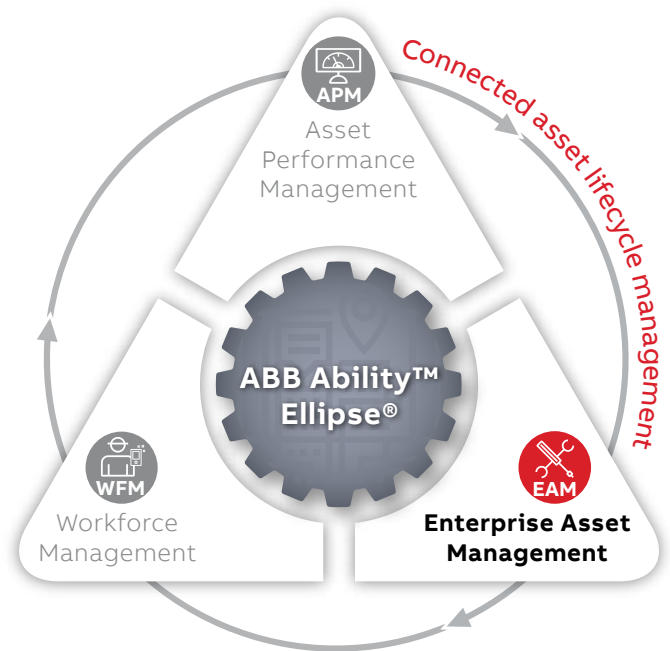 Connected asset lifecycle management
APM
Asset
Performance
Management
ABB Ability™
Ellipse®
WFM
Workforce
Management
EAM
Enterprise Asset
Management